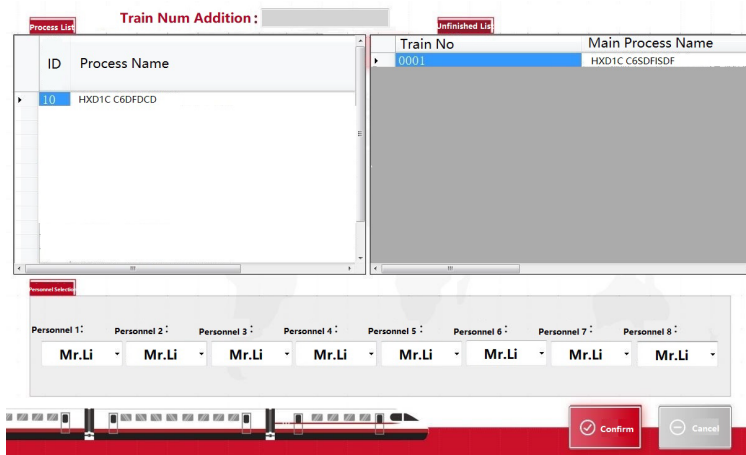 Train Num Addition：
Process List
Unfinished List
ID Process Name
Train No Main Process Name
10 HXD1C C6DFDCD
0001 HXD1C C6SDFISDF
Personnel Selection
Personnel 1： Personnel 2： Personnel 3： Personnel 4： Personnel 5： Personnel 6： Personnel 7： Personnel 8：
Mr.Li Mr.Li Mr.Li Mr.Li Mr.Li Mr.Li Mr.Li Mr.Li
Confirm Cancel